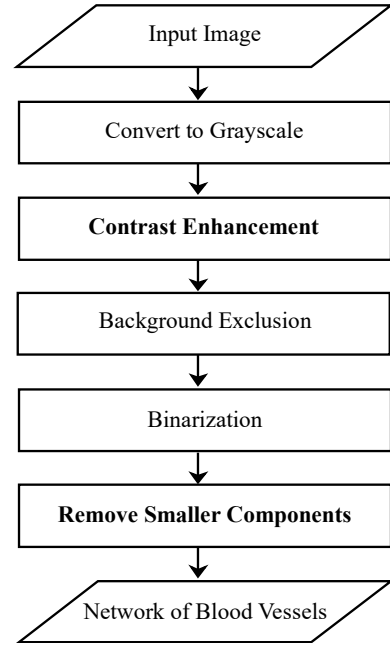 Input Image
Convert to Grayscale
Contrast Enhancement
Background Exclusion
Binarization
Remove Smaller Components
Network of Blood Vessels